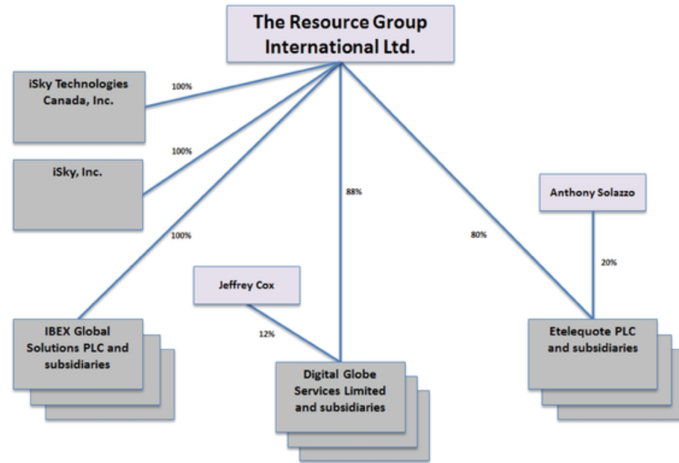 The Resource Group
International Ltd.
iSky Technologies
Canada, Inc.
100%
iSky, Inc.
100%
100%
88%
80%
Anthony Solazzo
20%
Jeffrey Cox
12%
IBEX Global
Solutions PLC and
subsidiaries
Digital Globe
Services Limited
and subsidiaries
Etelequote PLC
and subsidiaries